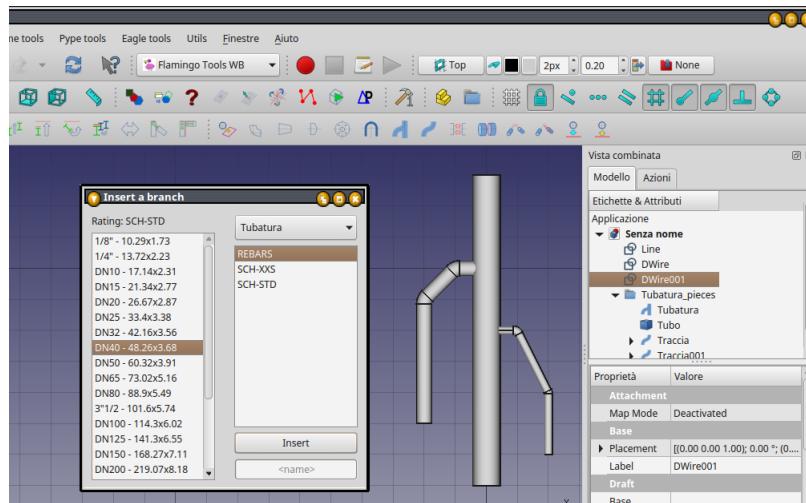 ne tools Pype tools Eagle tools Utils Finestre Aiuto
Flamingo Tools WB Top 2px 0.20 None
Vista combinata
Modello Azioni
Etichette & Attributi
Applicazione
Senza nome
Line
DWire
DWire001
Tubatura_pieces
Tubatura
Tubo
Traccia
Traccia001
Proprietà Valore
Attachment
Map Mode Deactivated
Base
Placement [(0.00 0.00 1.00); 0.00 °; (0....
Label DWire001
Draft
Base
Insert a branch
Rating: SCH-STD
1/8" - 10.29x1.73
1/4" - 13.72x2.23
DN10 - 17.14x2.31
DN15 - 21.34x2.77
DN20 - 26.67x2.87
DN25 - 33.4x3.38
DN32 - 42.16x3.56
DN40 - 48.26x3.68
DN50 - 60.32x3.91
DN65 - 73.02x5.16
DN80 - 88.9x5.49
3"1/2 - 101.6x5.74
DN100 - 114.3x6.02
DN125 - 141.3x6.55
DN150 - 168.27x7.11
DN200 - 219.07x8.18
Tubatura
REBARS
SCH-XXS
SCH-STD
Insert
<name>
x